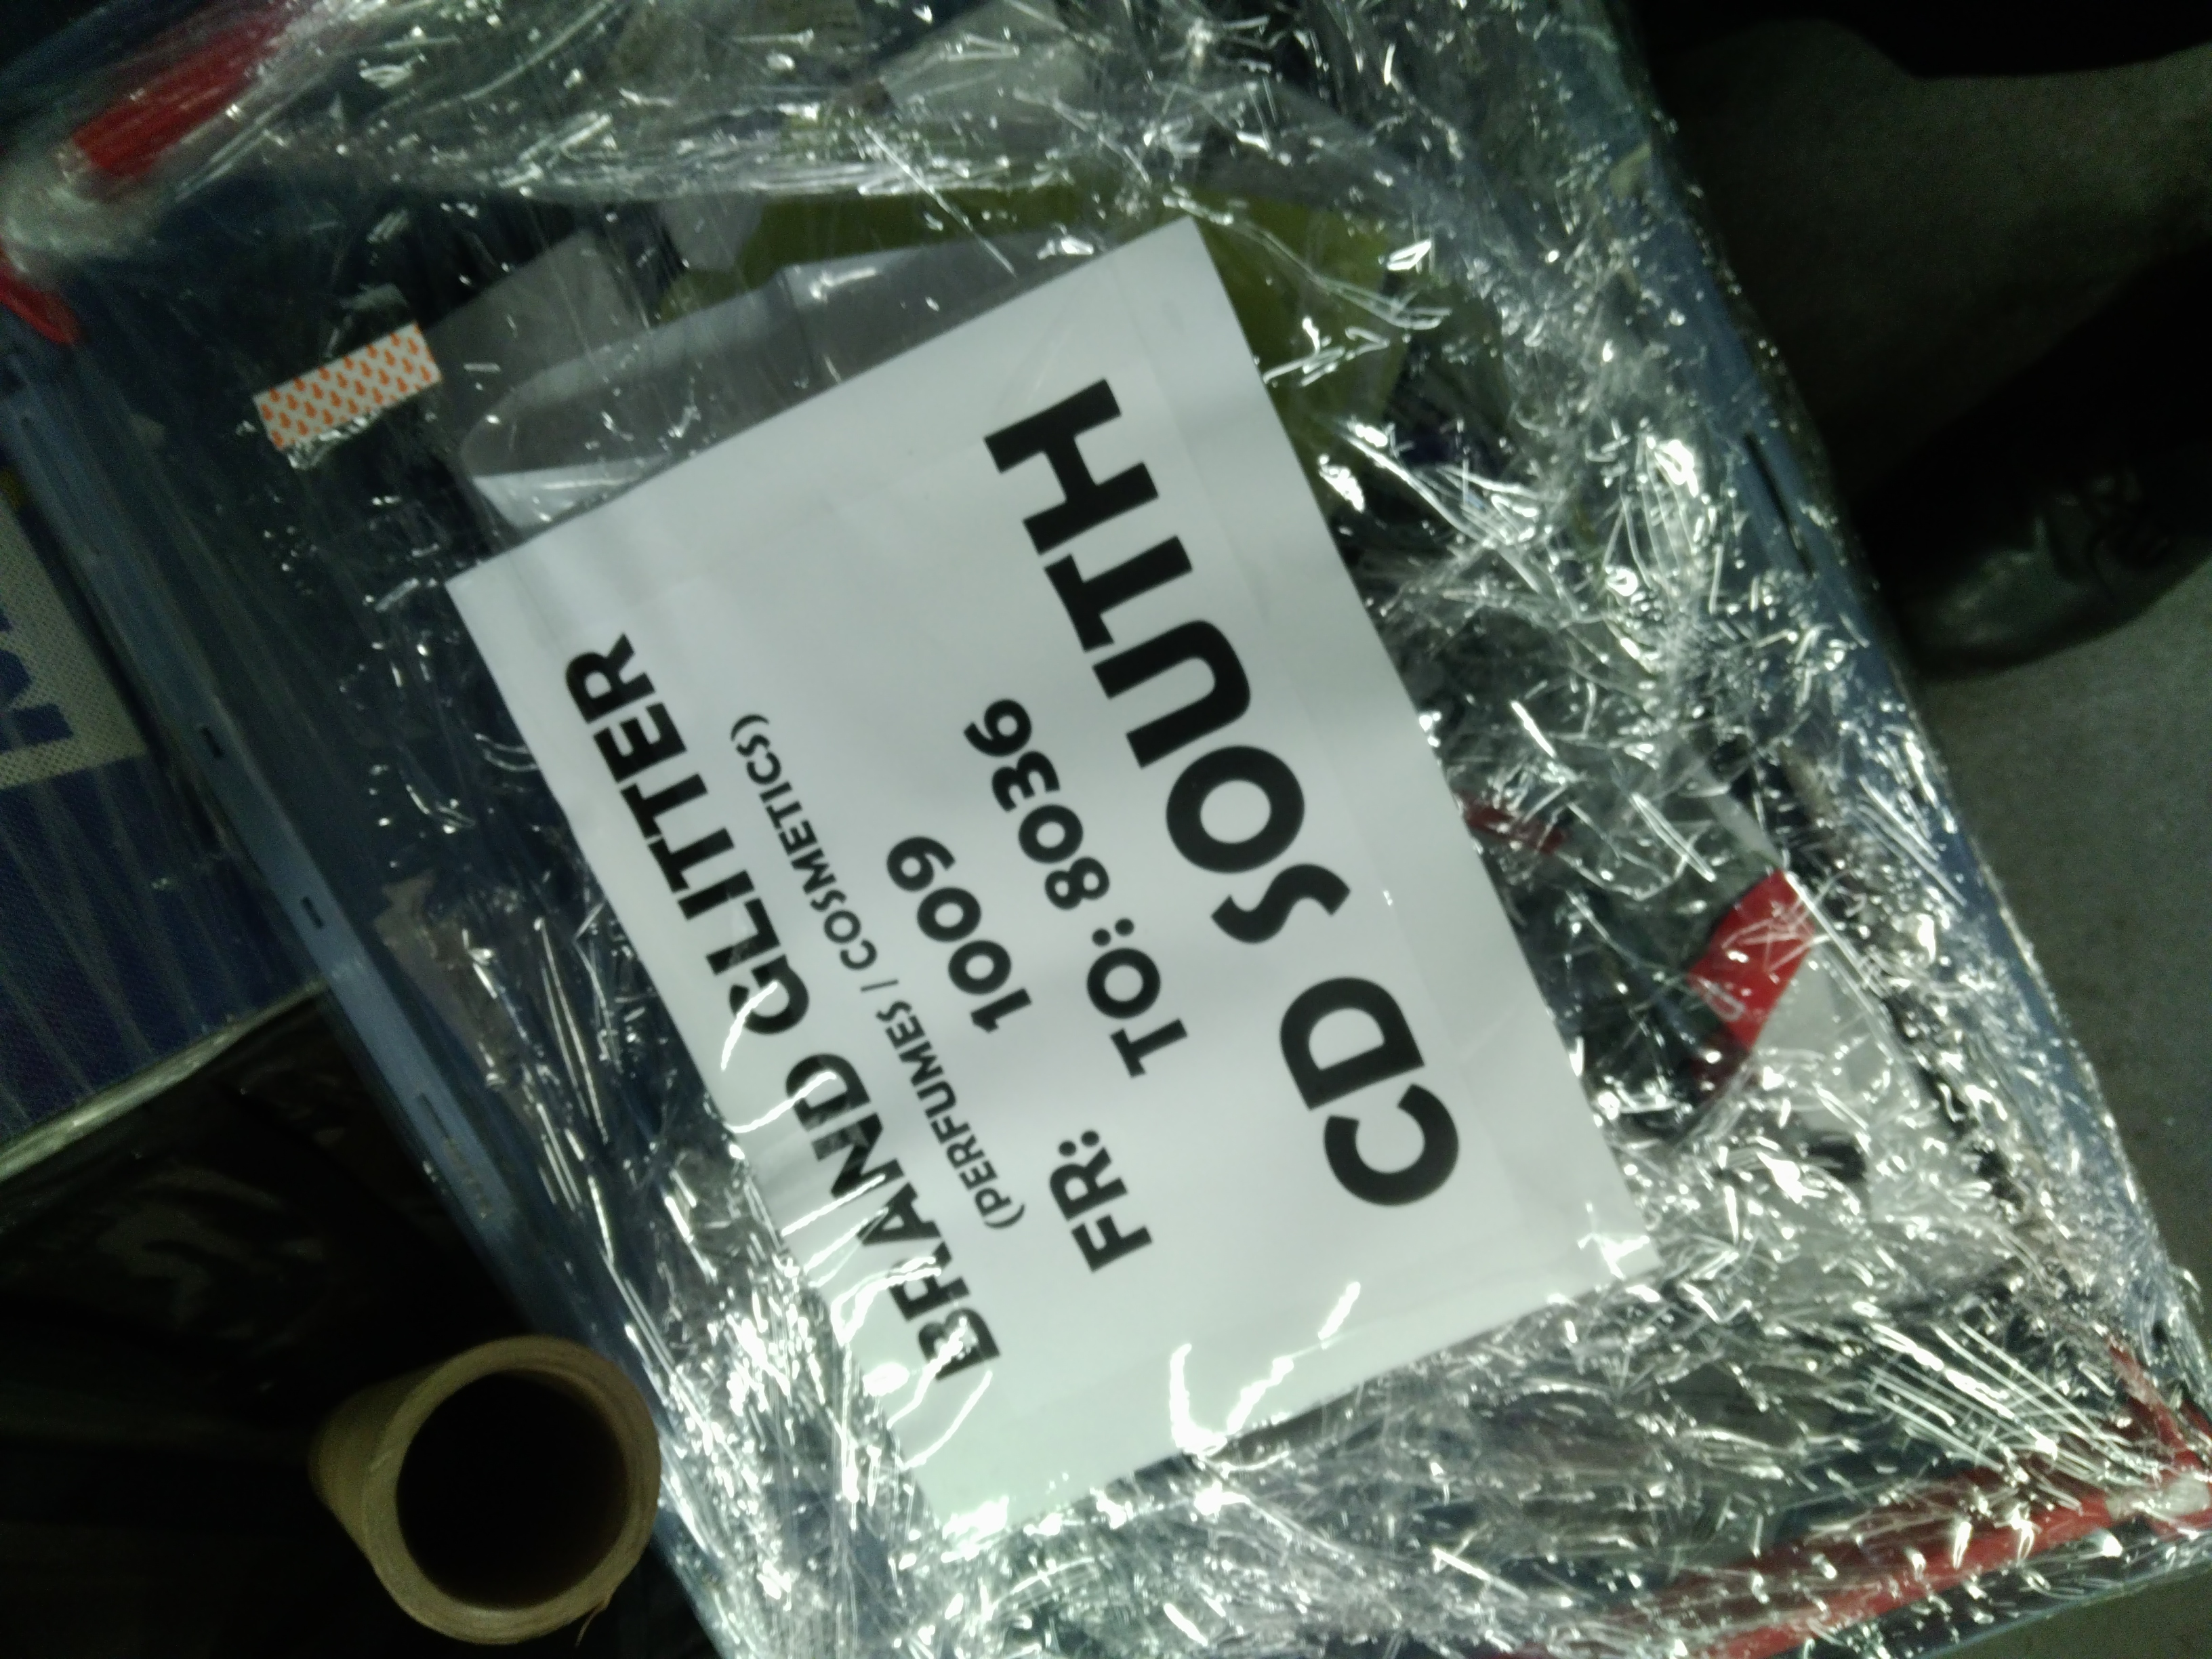 BRAND GLITTER
(PERFUMES / COSMETICS)
FR: 1009
TO: 8036
CD SOUTH